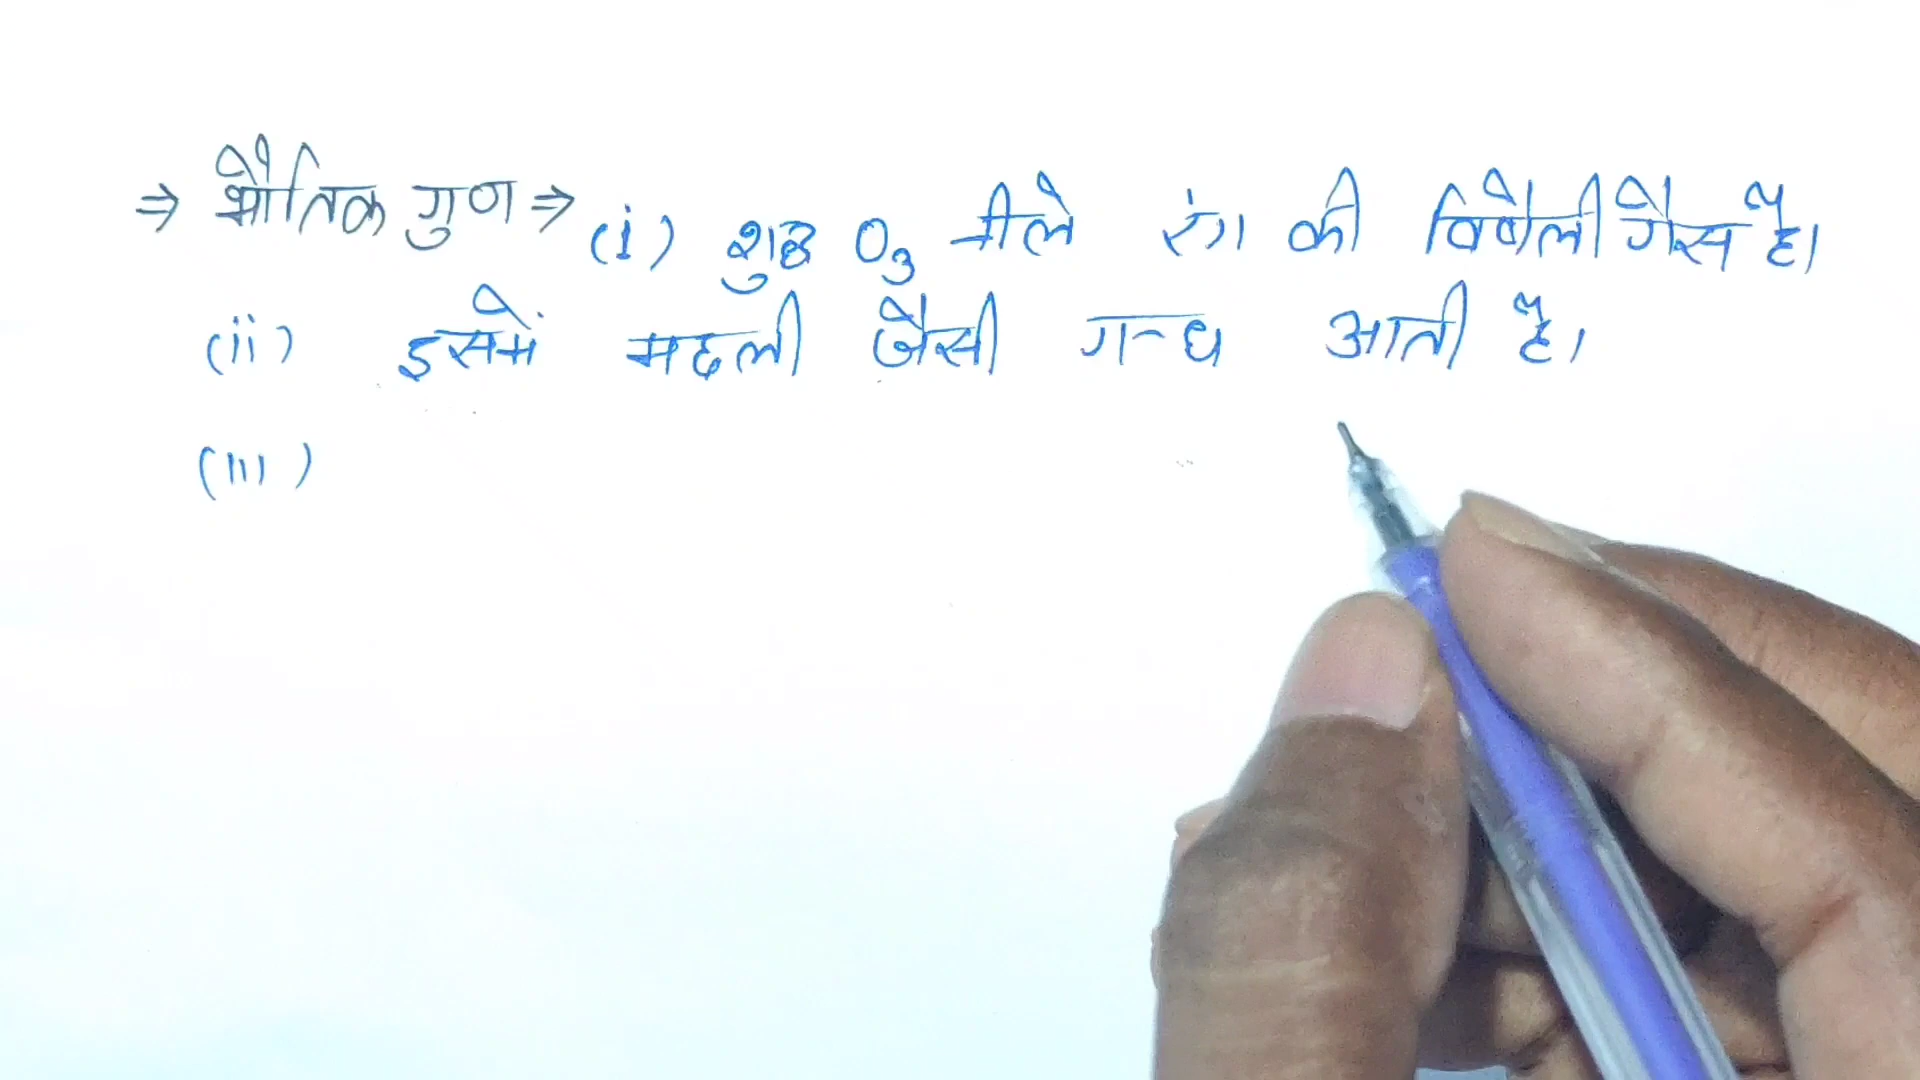 ⇒ भौतिक गुण ⇒ (i) शुद्ध O₃ नीले रंग की विषैली गैस है।
(ii) इसमें मछली जैसी गन्ध आती है।
(iii)